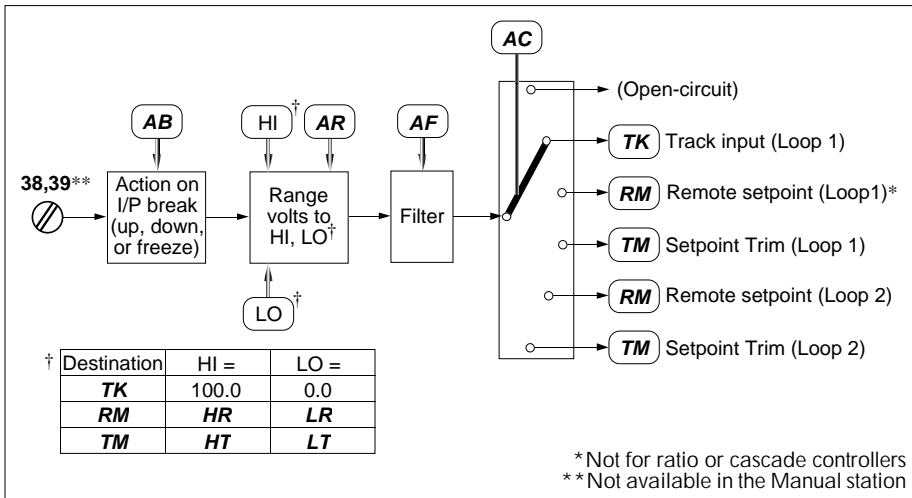 AC
(Open-circuit)
AB
HI †
AR
AF
TK Track input (Loop 1)
38,39**
Action on
I/P break
(up, down,
or freeze)
Range
volts to
HI, LO†
Filter
RM Remote setpoint (Loop1)*
TM Setpoint Trim (Loop 1)
RM Remote setpoint (Loop 2)
LO †
TM Setpoint Trim (Loop 2)
† Destination HI = LO =
TK 100.0 0.0
RM HR LR
TM HT LT
*Not for ratio or cascade controllers
**Not available in the Manual station